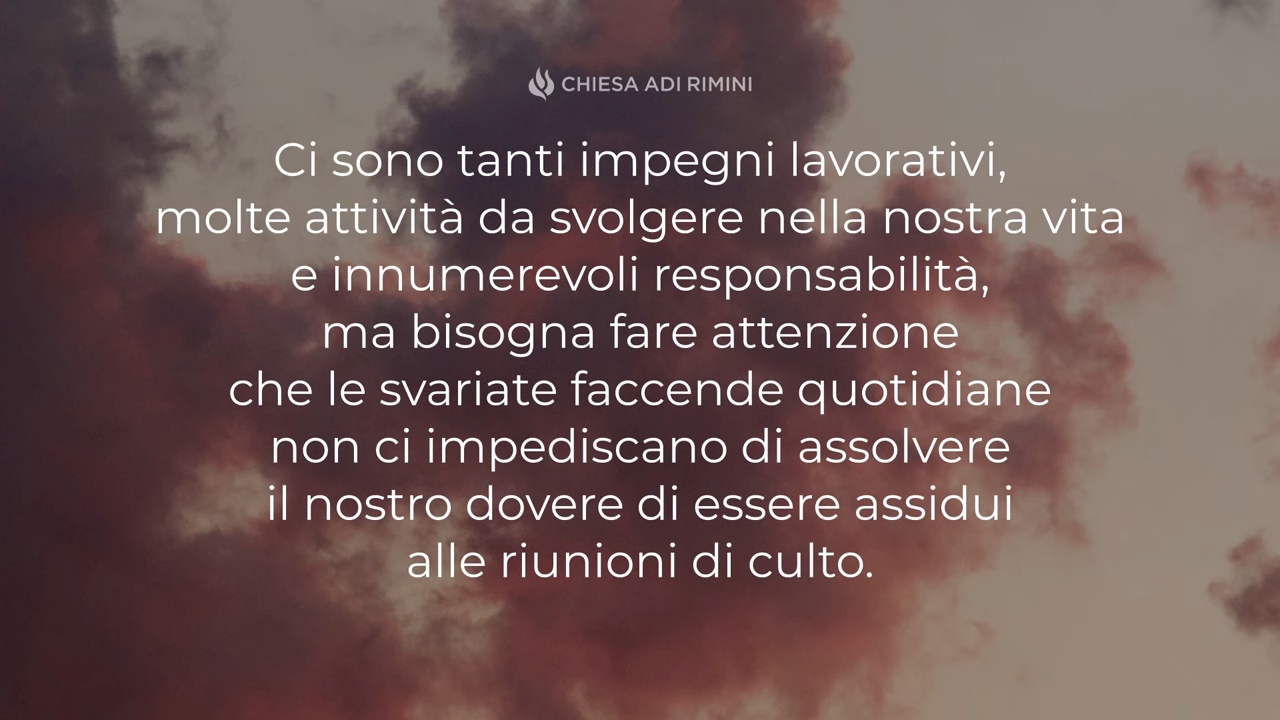 CHIESA ADI RIMINI
Ci sono tanti impegni lavorativi,
molte attività da svolgere nella nostra vita
e innumerevoli responsabilità,
ma bisogna fare attenzione
che le svariate faccende quotidiane
non ci impediscano di assolvere
il nostro dovere di essere assidui
alle riunioni di culto.